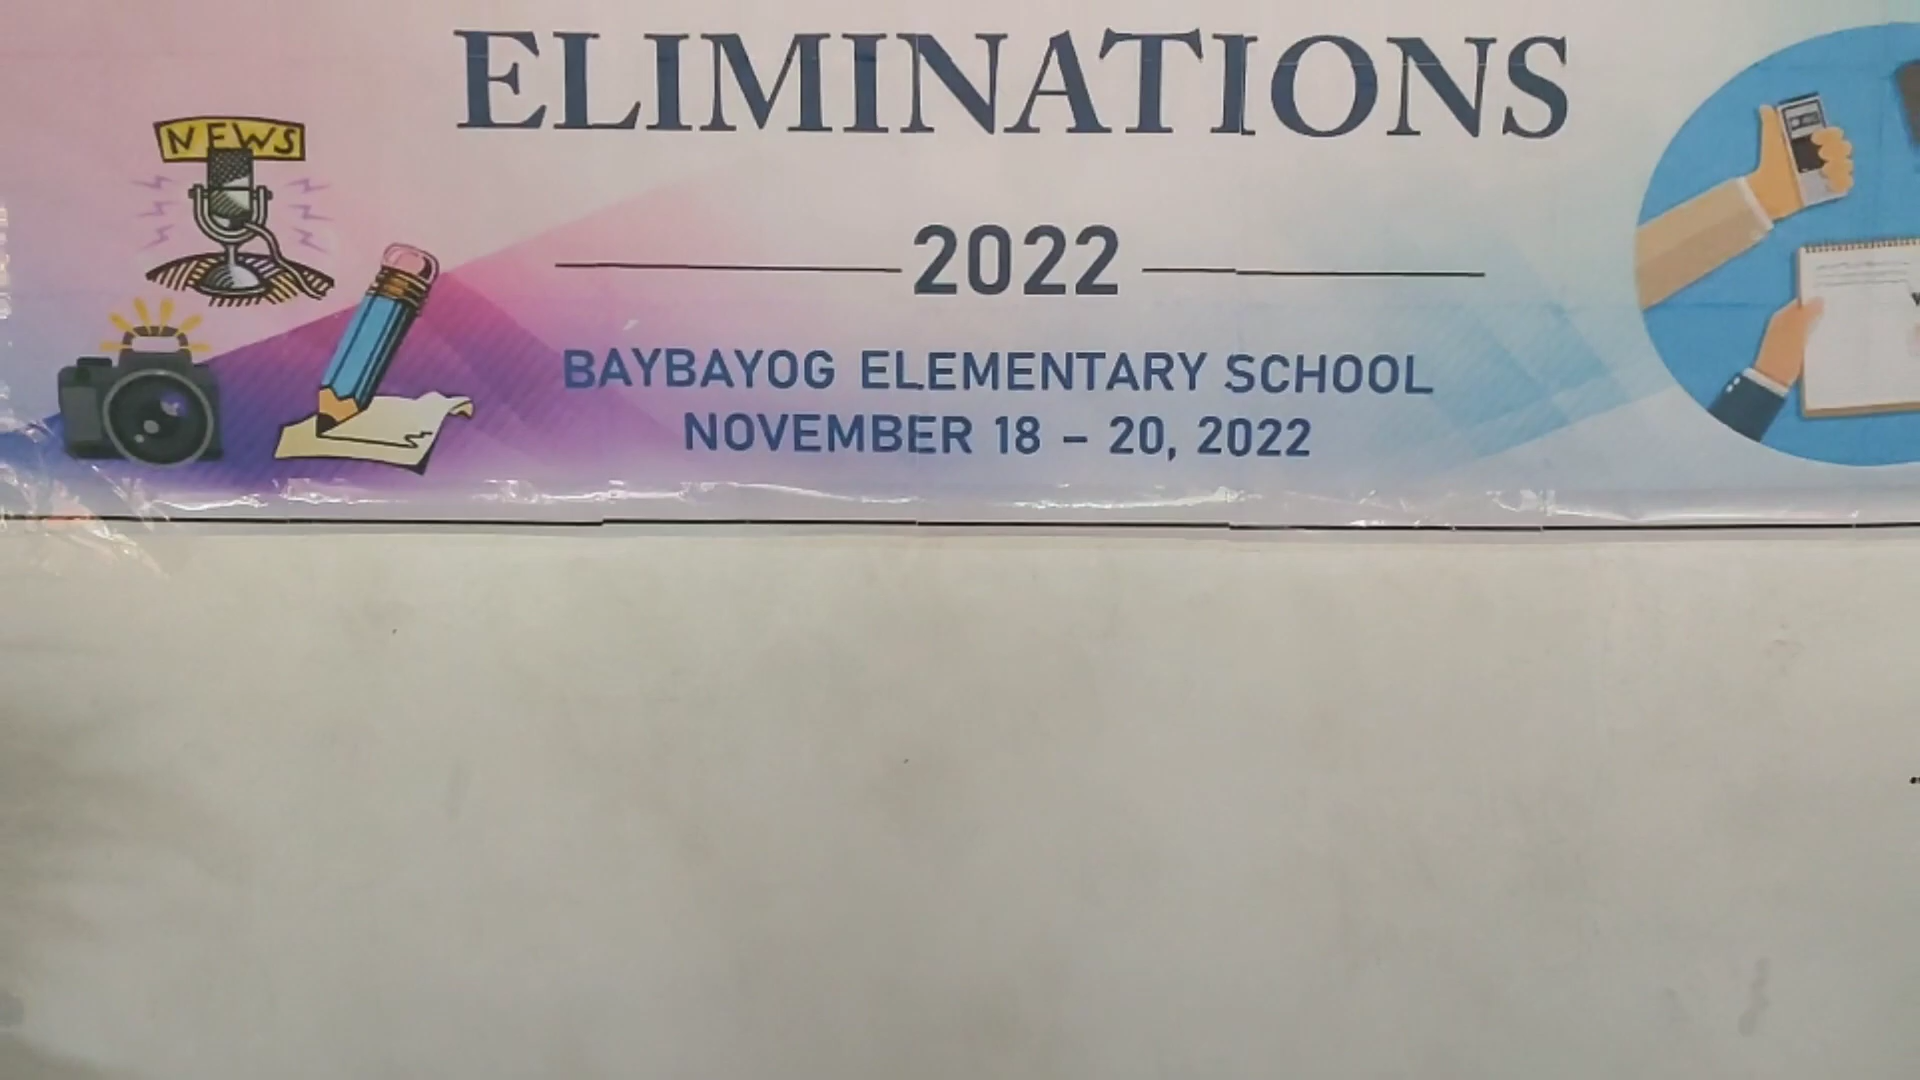 ELIMINATIONS
NEWS
2022
BAYBAYOG ELEMENTARY SCHOOL
NOVEMBER 18 – 20, 2022